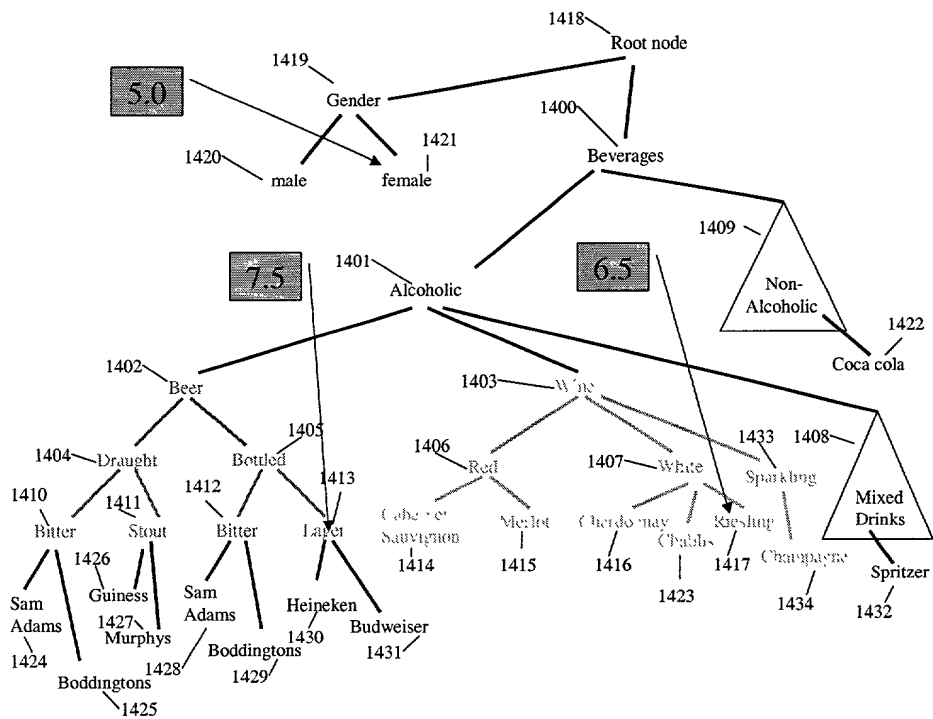 1418
Root node
1419
5.0
Gender
1400
1421
1420
Beverages
male
female
1409
1401
7.5
6.5
Alcoholic
Non-
Alcoholic
1422
Coca cola
1402
Beer
1403
Wine
1405
1406
1433
1408
1404
Draught
Bottled
Red
1407
White
Sparkling
1410
1411
1412
1413
Mixed
Drinks
Bitter
Stout
Bitter
Lager
Cabernet
Sauvignon
Merlot
Chardonnay
Chablis
Riesling
Champagne
1414
1415
1416
1417
1423
1434
Spritzer
1432
1426
Guiness
Sam
Adams
1427
Murphys
Sam
Adams
Heineken
1430
Budweiser
1431
1424
1428
Boddingtons
1429
Boddingtons
1425